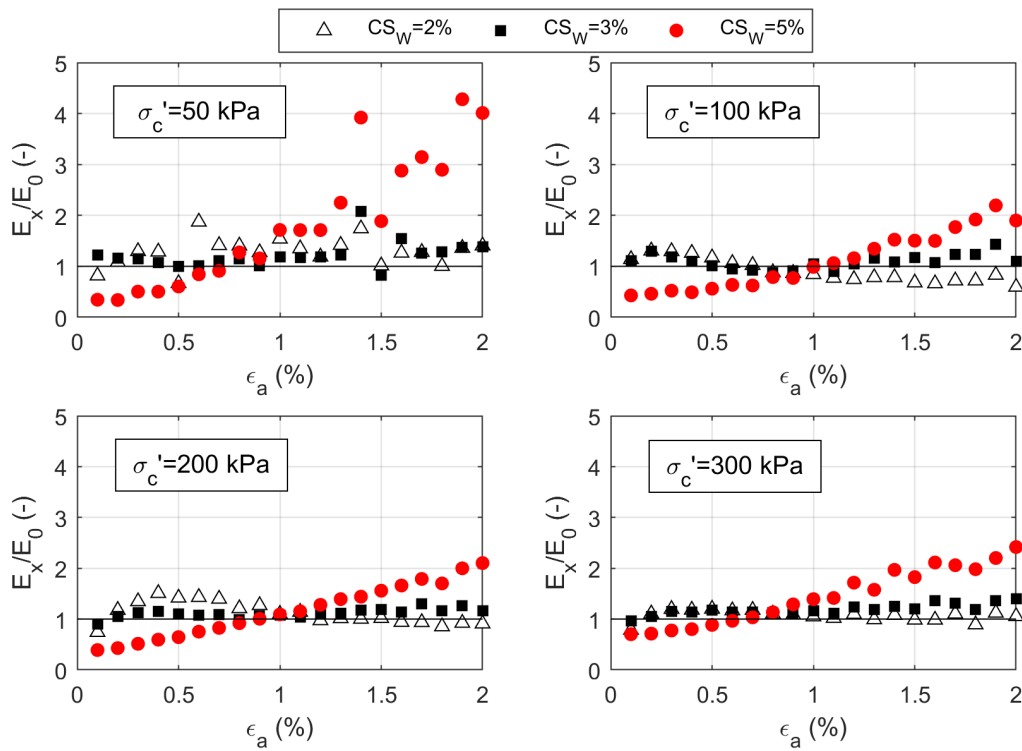 CS_W=2% CS_W=3% CS_W=5%
σ_c'=50 kPa
E_x/E_0 (-)
5
4
3
2
1
0
0 0.5 1 1.5 2
ϵ_a (%)
σ_c'=100 kPa
E_x/E_0 (-)
5
4
3
2
1
0
0 0.5 1 1.5 2
ϵ_a (%)
σ_c'=200 kPa
E_x/E_0 (-)
5
4
3
2
1
0
0 0.5 1 1.5 2
ϵ_a (%)
σ_c'=300 kPa
E_x/E_0 (-)
5
4
3
2
1
0
0 0.5 1 1.5 2
ϵ_a (%)